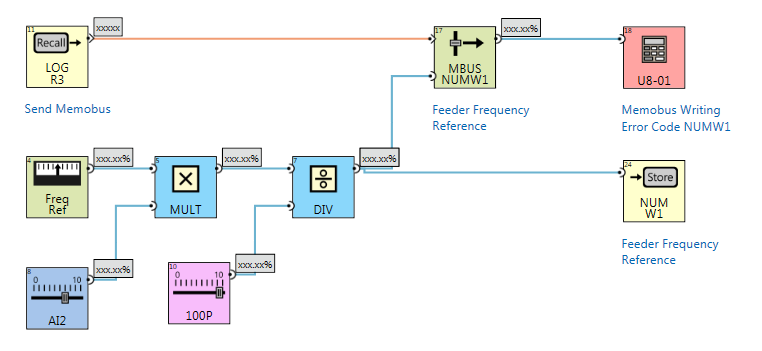 11
Recall
LOG
R3
xxxxx
Send Memobus
17
MBUS
NUMW1
xxx.xx%
Feeder Frequency
Reference
18
U8-01
Memobus Writing
Error Code NUMW1
4
Freq
Ref
xxx.xx%
5
MULT
xxx.xx%
7
DIV
xxx.xx%
24
Store
NUM
W1
Feeder Frequency
Reference
8
0 10
AI2
xxx.xx%
10
0 10
100P
xxx.xx%